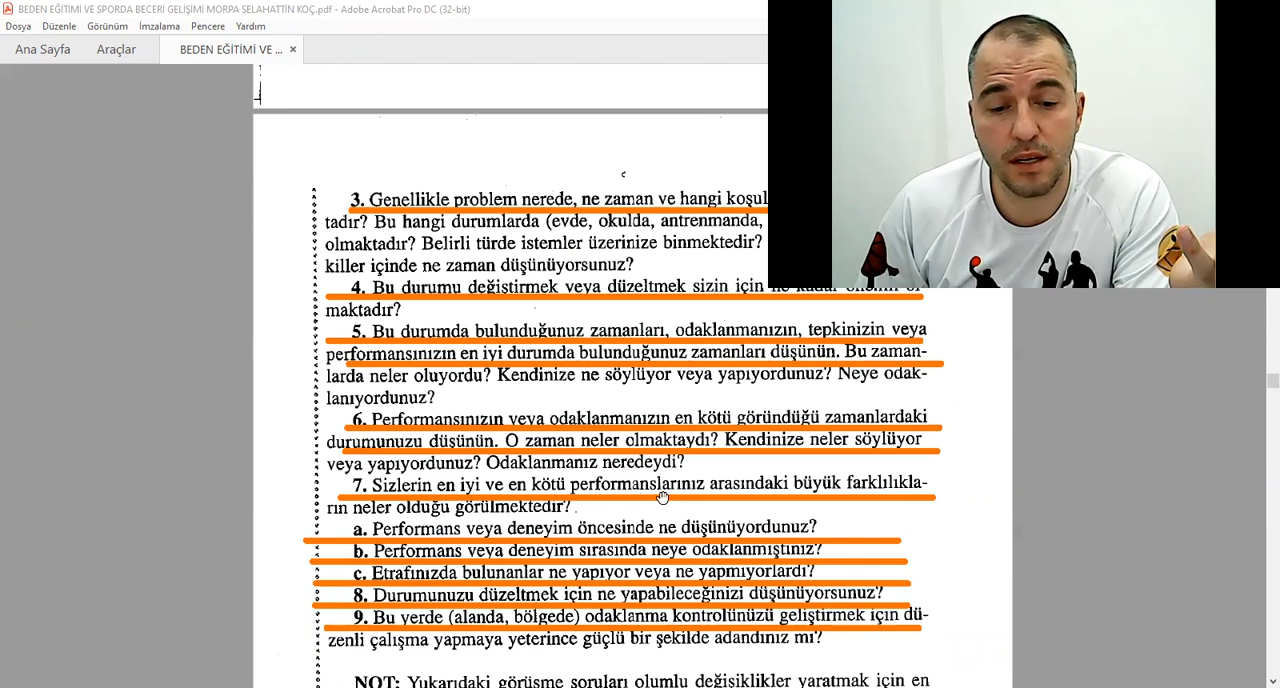 BEDEN EĞİTİMİ VE SPORDA BECERİ GELİŞİMİ MORPA SELAHATTİN KOÇ.pdf - Adobe Acrobat Pro DC (32-bit)
Dosya Düzenle Görünüm İmzalama Pencere Yardım
Ana Sayfa Araçlar BEDEN EĞİTİMİ VE ... ×
3. Genellikle problem nerede, ne zaman ve hangi koşul
tadır? Bu hangi durumlarda (evde, okulda, antrenmanda,
olmaktadır? Belirli türde istemler üzerinize binmektedir?
killer içinde ne zaman düşünüyorsunuz?
4. Bu durumu değiştirmek veya düzeltmek sizin için ne kadar önemli ol-
maktadır?
5. Bu durumda bulunduğunuz zamanları, odaklanmanızın, tepkinizin veya
performansınızın en iyi durumda bulunduğunuz zamanları düşünün. Bu zaman-
larda neler oluyordu? Kendinize ne söylüyor veya yapıyordunuz? Neye odak-
lanıyordunuz?
6. Performansınızın veya odaklanmanızın en kötü göründüğü zamanlardaki
durumunuzu düşünün. O zaman neler olmaktaydı? Kendinize neler söylüyor
veya yapıyordunuz? Odaklanmanız neredeydi?
7. Sizlerin en iyi ve en kötü performanslarınız arasındaki büyük farklılıkla-
rın neler olduğu görülmektedir?
a. Performans veya deneyim öncesinde ne düşünüyordunuz?
b. Performans veya deneyim sırasında neye odaklanmıştınız?
c. Etrafınızda bulunanlar ne yapıyor veya ne yapmıyorlardı?
8. Durumunuzu düzeltmek için ne yapabileceğinizi düşünüyorsunuz?
9. Bu yerde (alanda, bölgede) odaklanma kontrolünüzü geliştirmek için dü-
zenli çalışma yapmaya yeterince güçlü bir şekilde adandınız mı?
NOT: Yukarıdaki görüşme soruları olumlu değişiklikler yaratmak için en